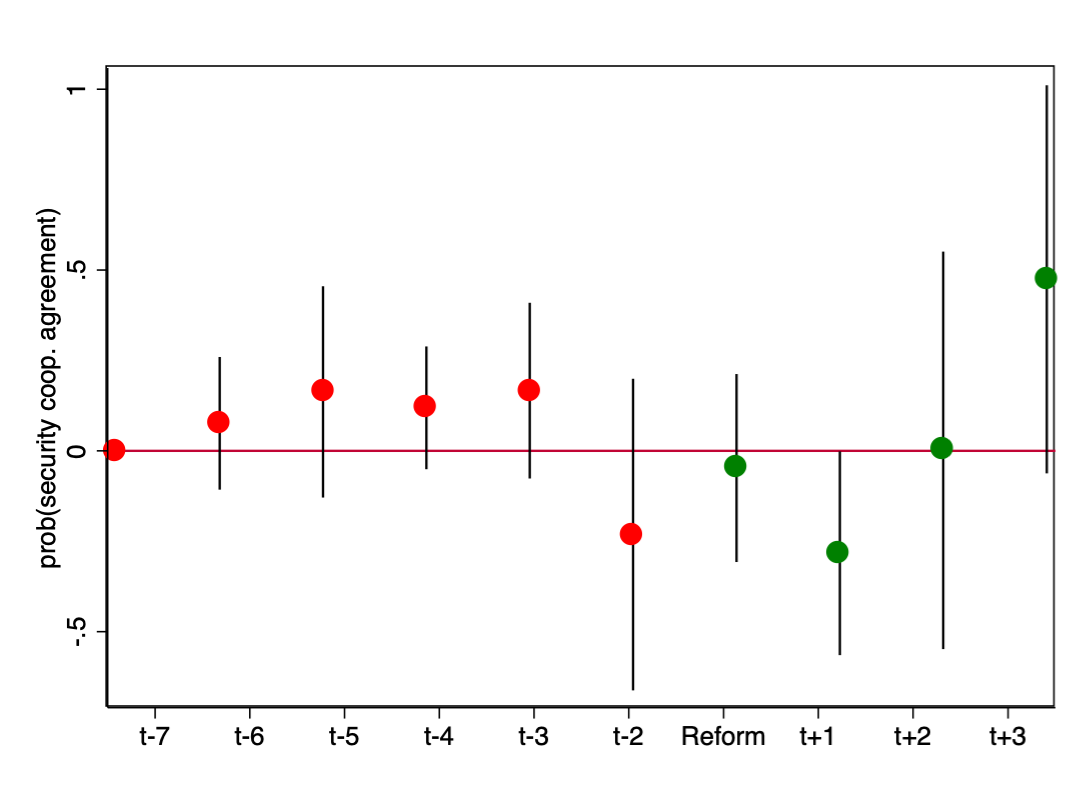 prob(security coop. agreement)
1
.5
0
-.5
t-7 t-6 t-5 t-4 t-3 t-2 Reform t+1 t+2 t+3